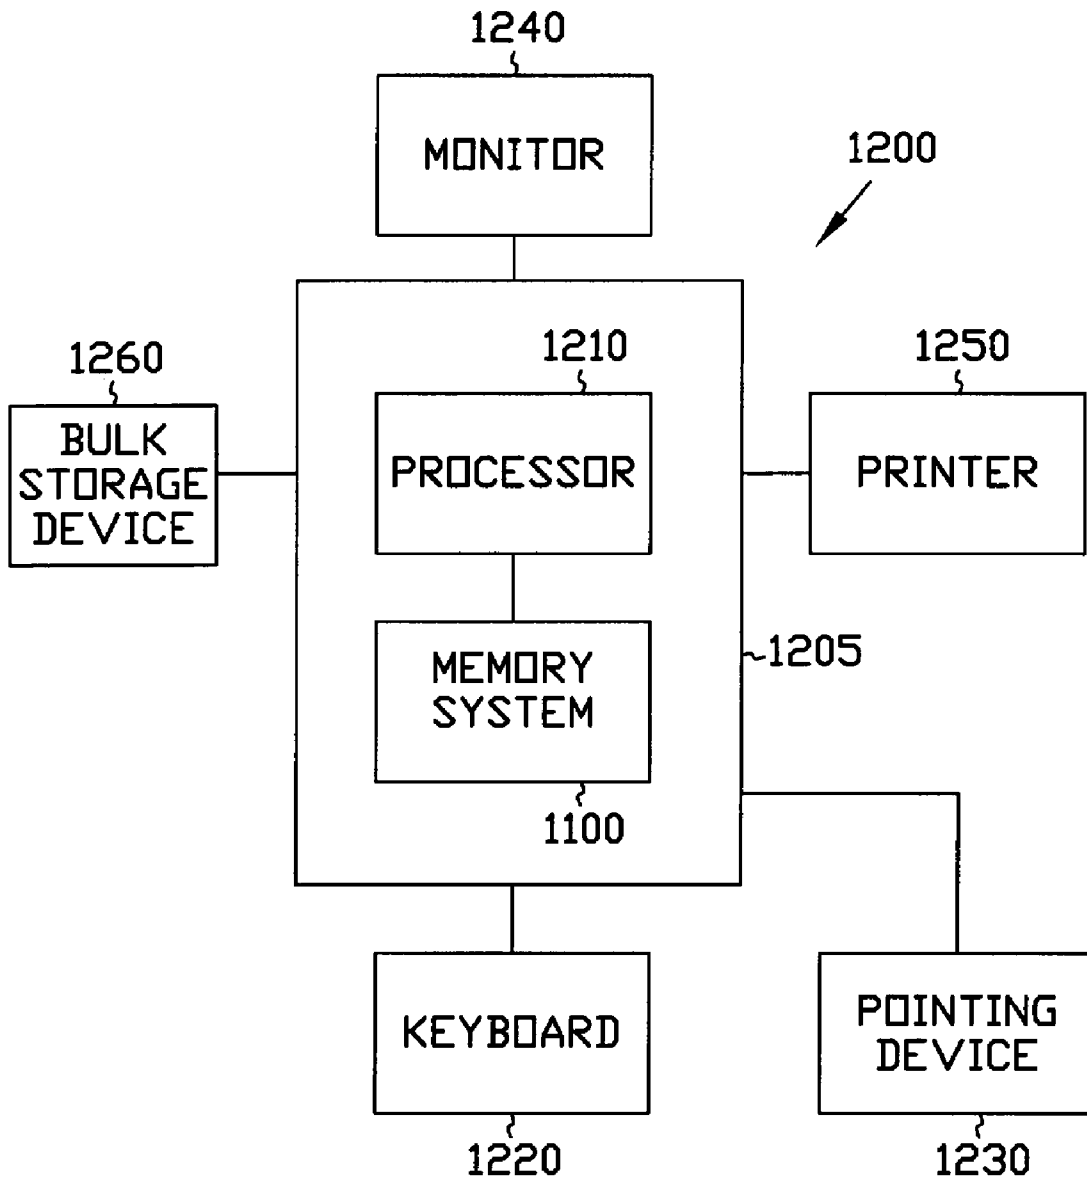 1240
MONITOR
1200
1260
BULK
STORAGE
DEVICE
1210
PROCESSOR
1250
PRINTER
MEMORY
SYSTEM
1205
1100
KEYBOARD
1220
POINTING
DEVICE
1230